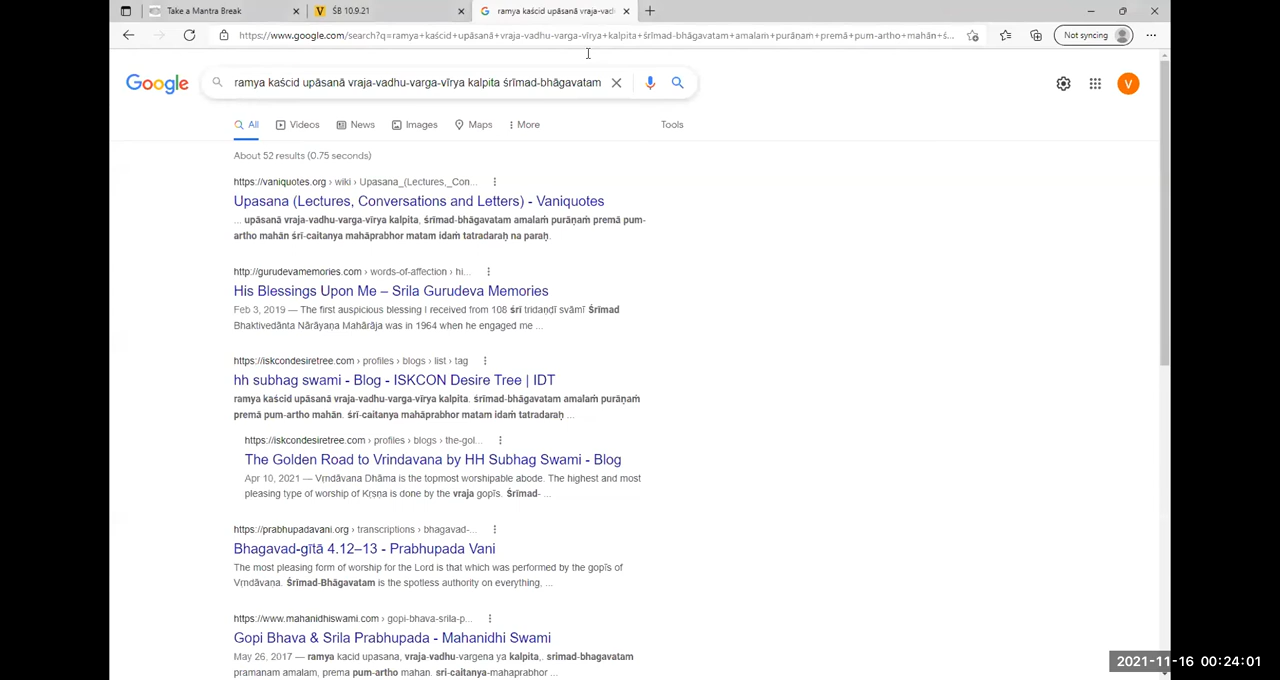 Take a Mantra Break
V ŚB 10.9.21
ramya kaścid upāsanā vraja-vad
https://www.google.com/search?q=ramya+kaścid+upāsanā+vraja-vadhu-varga-vīrya+kalpita+śrīmad-bhāgavatam+amalaṁ+purāṇam+premā+pum-artho+mahān+ś...
Not syncing
Google
ramya kaścid upāsanā vraja-vadhu-varga-vīrya kalpita śrīmad-bhāgavatam
V
All
Videos
News
Images
Maps
More
Tools
About 52 results (0.75 seconds)
https://vaniquotes.org › wiki › Upasana_(Lectures,_Con...
Upasana (Lectures, Conversations and Letters) - Vaniquotes
... upāsanā vraja-vadhu-varga-vīrya kalpita, śrīmad-bhāgavatam amalaṁ purāṇaṁ premā pum-
artho mahān śrī-caitanya mahāprabhor matam idaṁ tatradaraḥ na paraḥ.
http://gurudevamemories.com › words-of-affection › hi...
His Blessings Upon Me – Srila Gurudeva Memories
Feb 3, 2019 — The first auspicious blessing I received from 108 śrī tridaṇḍī svāmī Śrīmad
Bhaktivedānta Nārāyaṇa Mahārāja was in 1964 when he engaged me ...
https://iskcondesiretree.com › profiles › blogs › list › tag
hh subhag swami - Blog - ISKCON Desire Tree | IDT
ramya kaścid upāsanā vraja-vadhu-varga-vīrya kalpita. śrīmad-bhāgavatam amalaṁ purāṇaṁ
premā pum-artho mahān. śrī-caitanya mahāprabhor matam idaṁ tatradaraḥ ...
https://iskcondesiretree.com › profiles › blogs › the-gol...
The Golden Road to Vrindavana by HH Subhag Swami - Blog
Apr 10, 2021 — Vṛndāvana Dhāma is the topmost worshipable abode. The highest and most
pleasing type of worship of Kṛṣṇa is done by the vraja gopīs. Śrīmad- ...
https://prabhupadavani.org › transcriptions › bhagavad-...
Bhagavad-gītā 4.12–13 - Prabhupada Vani
The most pleasing form of worship for the Lord is that which was performed by the gopīs of
Vṛndāvana. Śrīmad-Bhāgavatam is the spotless authority on everything, ...
https://www.mahanidhiswami.com › gopi-bhava-srila-p...
Gopi Bhava & Srila Prabhupada - Mahanidhi Swami
May 26, 2017 — ramya kacid upasana, vraja-vadhu-vargena ya kalpita,. srimad-bhagavatam
pramanam amalam, prema pum-artho mahan. sri-caitanya-mahaprabhor ...
2021-11-16 00:24:01